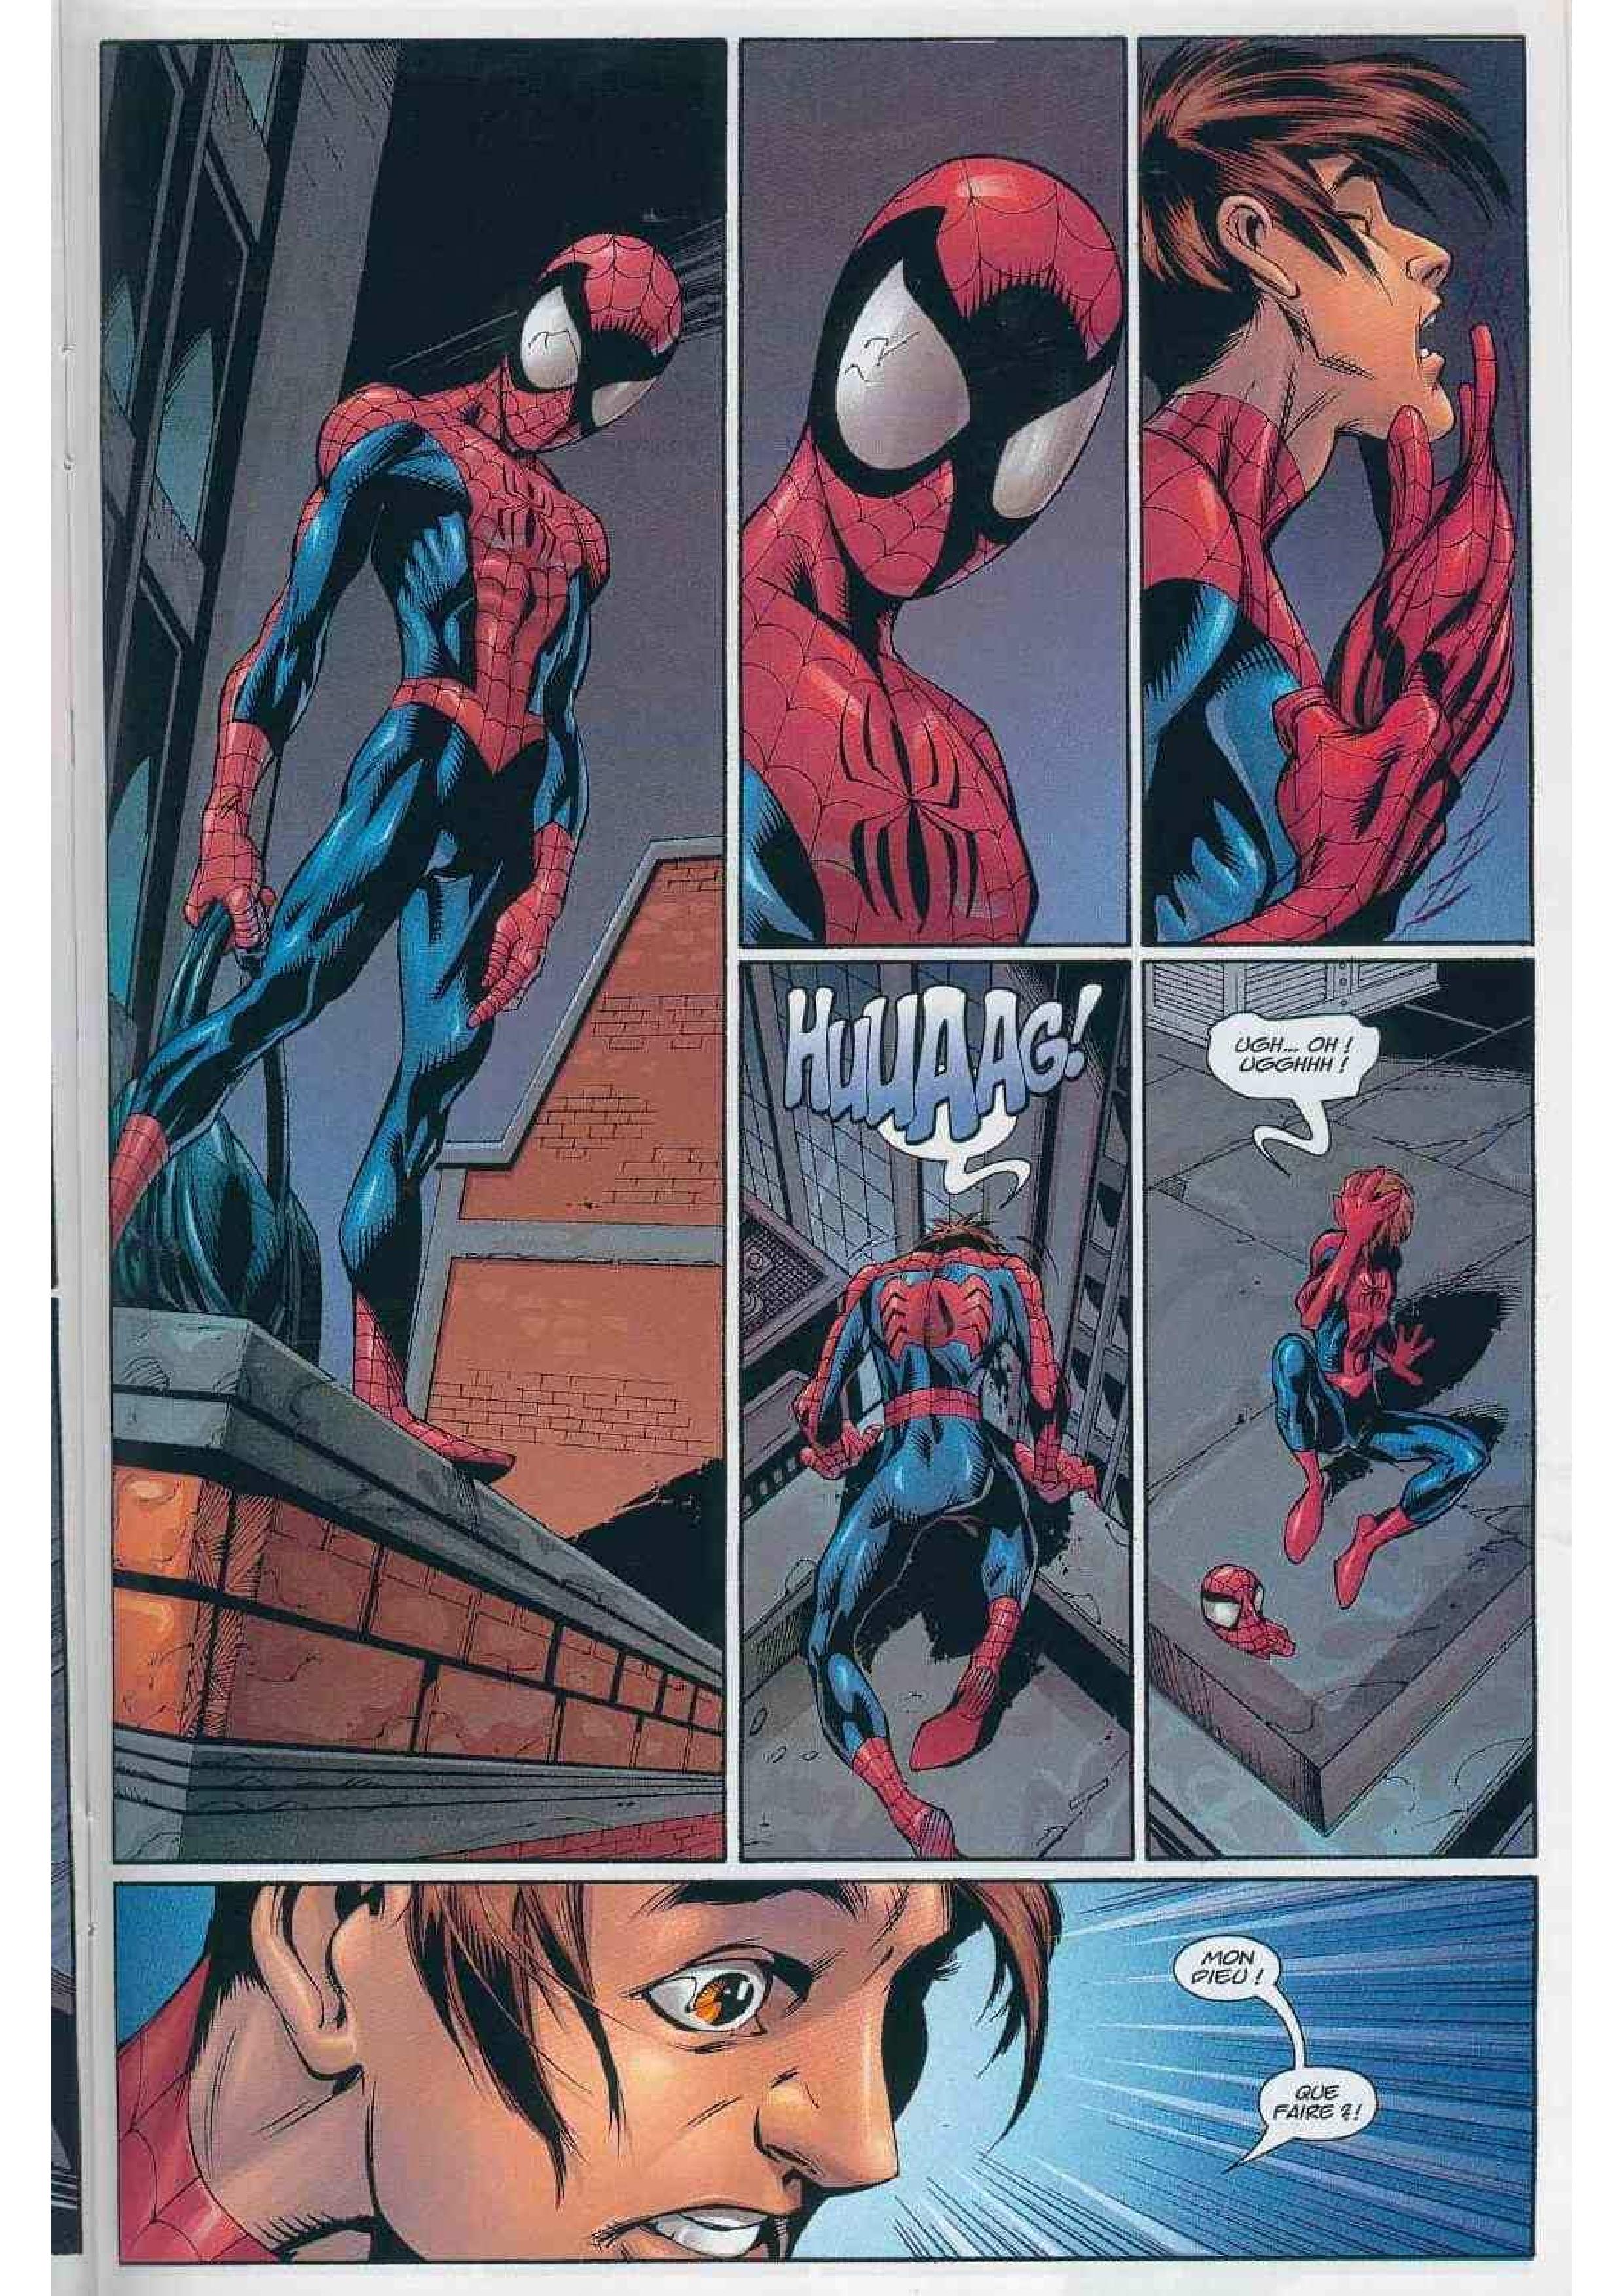 HUUAAG!
UGH... OH !
UGGHHH !
MON
DIEU !
QUE
FAIRE ?!